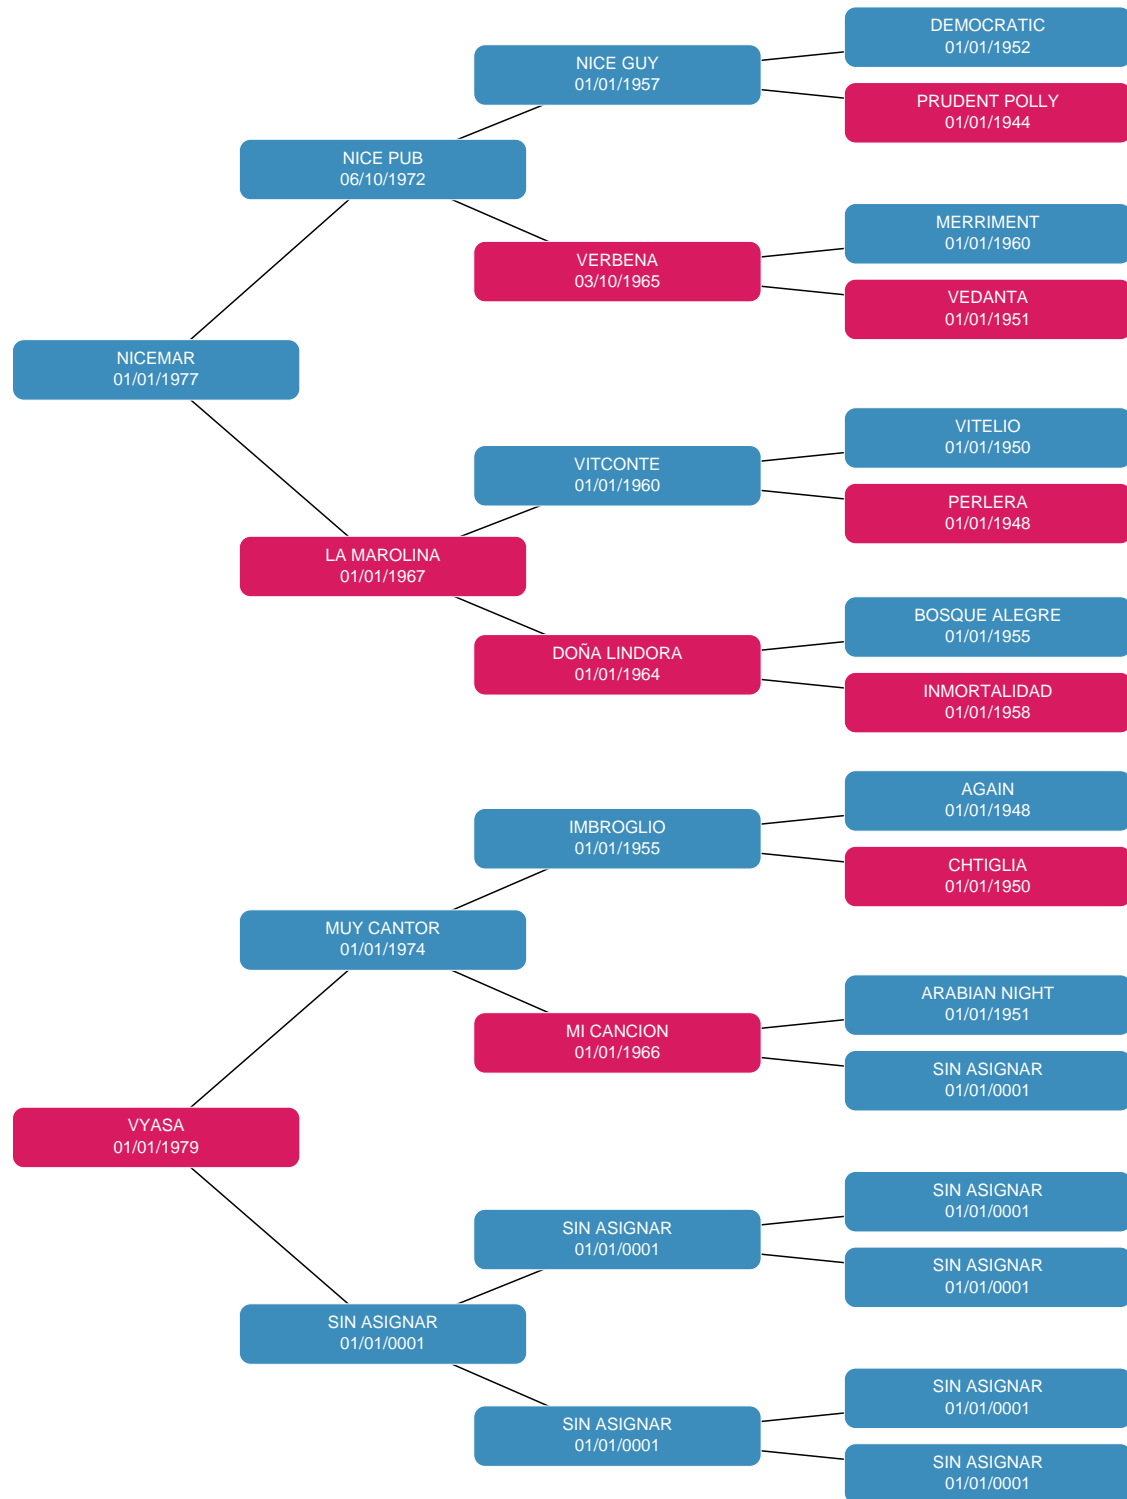 DEMOCRATIC
01/01/1952
NICE GUY
01/01/1957
PRUDENT POLLY
01/01/1944
NICE PUB
06/10/1972
MERRIMENT
01/01/1960
VERBENA
03/10/1965
VEDANTA
01/01/1951
NICEMAR
01/01/1977
VITELIO
01/01/1950
VITCONTE
01/01/1960
PERLERA
01/01/1948
LA MAROLINA
01/01/1967
BOSQUE ALEGRE
01/01/1955
DOÑA LINDORA
01/01/1964
INMORTALIDAD
01/01/1958
AGAIN
01/01/1948
IMBROGLIO
01/01/1955
CHTIGLIA
01/01/1950
MUY CANTOR
01/01/1974
ARABIAN NIGHT
01/01/1951
MI CANCION
01/01/1966
SIN ASIGNAR
01/01/0001
VYASA
01/01/1979
SIN ASIGNAR
01/01/0001
SIN ASIGNAR
01/01/0001
SIN ASIGNAR
01/01/0001
SIN ASIGNAR
01/01/0001
SIN ASIGNAR
01/01/0001
SIN ASIGNAR
01/01/0001
SIN ASIGNAR
01/01/0001